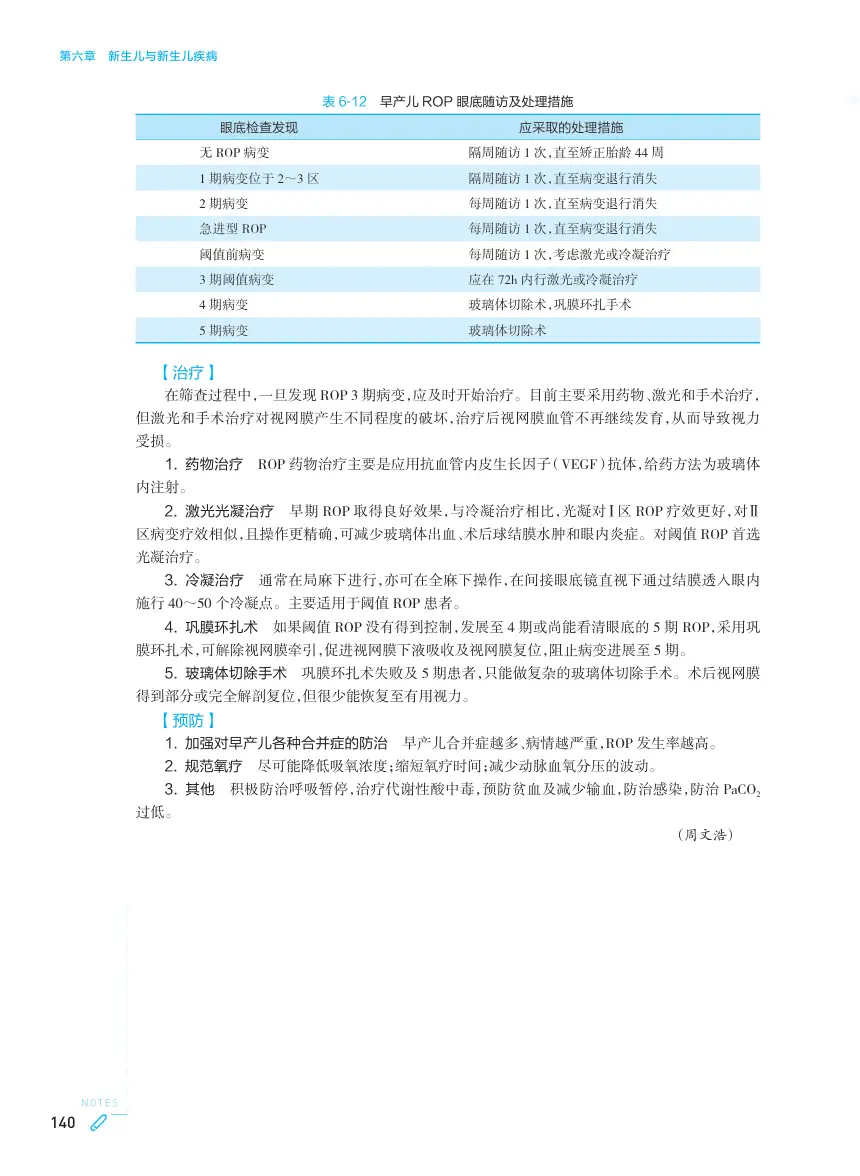 第六章 新生儿与新生儿疾病
表 6-12 早产儿 ROP 眼底随访及处理措施
眼底检查发现 应采取的处理措施
无 ROP 病变 隔周随访 1 次,直至矫正胎龄 44 周
1 期病变位于 2～3 区 隔周随访 1 次,直至病变退行消失
2 期病变 每周随访 1 次,直至病变退行消失
急进型 ROP 每周随访 1 次,直至病变退行消失
阈值前病变 每周随访 1 次,考虑激光或冷凝治疗
3 期阈值病变 应在 72h 内行激光或冷凝治疗
4 期病变 玻璃体切除术,巩膜环扎手术
5 期病变 玻璃体切除术
【治疗】
在筛查过程中,一旦发现 ROP 3 期病变,应及时开始治疗。目前主要采用药物、激光和手术治疗,
但激光和手术治疗对视网膜产生不同程度的破坏,治疗后视网膜血管不再继续发育,从而导致视力
受损。
1. 药物治疗 ROP 药物治疗主要是应用抗血管内皮生长因子(VEGF)抗体,给药方法为玻璃体
内注射。
2. 激光光凝治疗 早期 ROP 取得良好效果,与冷凝治疗相比,光凝对Ⅰ区 ROP 疗效更好,对Ⅱ
区病变疗效相似,且操作更精确,可减少玻璃体出血、术后球结膜水肿和眼内炎症。对阈值 ROP 首选
光凝治疗。
3. 冷凝治疗 通常在局麻下进行,亦可在全麻下操作,在间接眼底镜直视下通过结膜透入眼内
施行 40～50 个冷凝点。主要适用于阈值 ROP 患者。
4. 巩膜环扎术 如果阈值 ROP 没有得到控制,发展至 4 期或尚能看清眼底的 5 期 ROP,采用巩
膜环扎术,可解除视网膜牵引,促进视网膜下液吸收及视网膜复位,阻止病变进展至 5 期。
5. 玻璃体切除手术 巩膜环扎术失败及 5 期患者,只能做复杂的玻璃体切除手术。术后视网膜
得到部分或完全解剖复位,但很少能恢复至有用视力。
【预防】
1. 加强对早产儿各种合并症的防治 早产儿合并症越多、病情越严重,ROP 发生率越高。
2. 规范氧疗 尽可能降低吸氧浓度;缩短氧疗时间;减少动脉血氧分压的波动。
3. 其他 积极防治呼吸暂停,治疗代谢性酸中毒,预防贫血及减少输血,防治感染,防治 PaCO₂
过低。
(周文浩)
NOTES
140